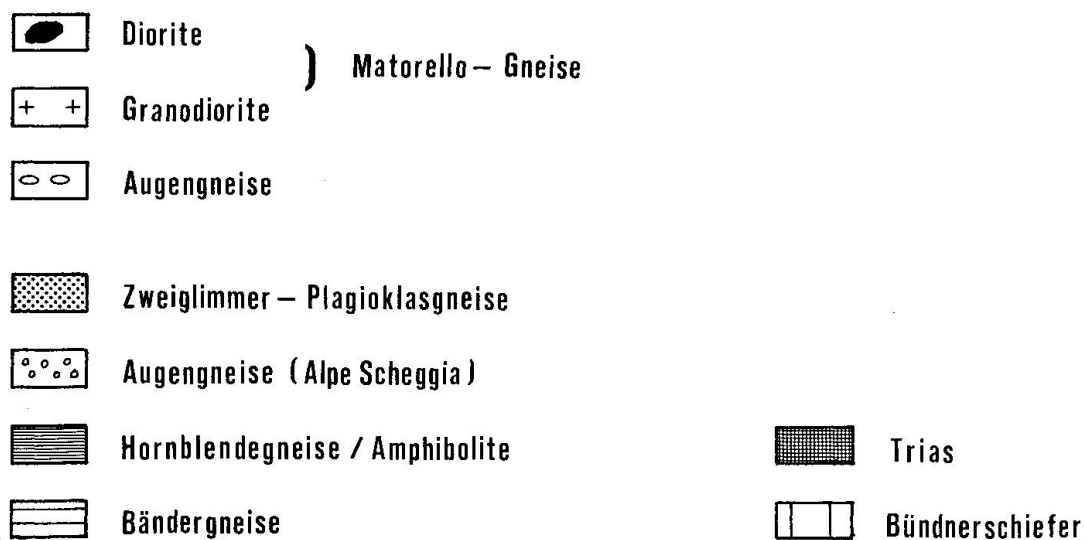 Diorite
Matorello – Gneise
Granodiorite
Augengneise
Zweiglimmer – Plagioklasgneise
Augengneise (Alpe Scheggia)
Hornblendegneise / Amphibolite
Trias
Bändergneise
Bündnerschiefer